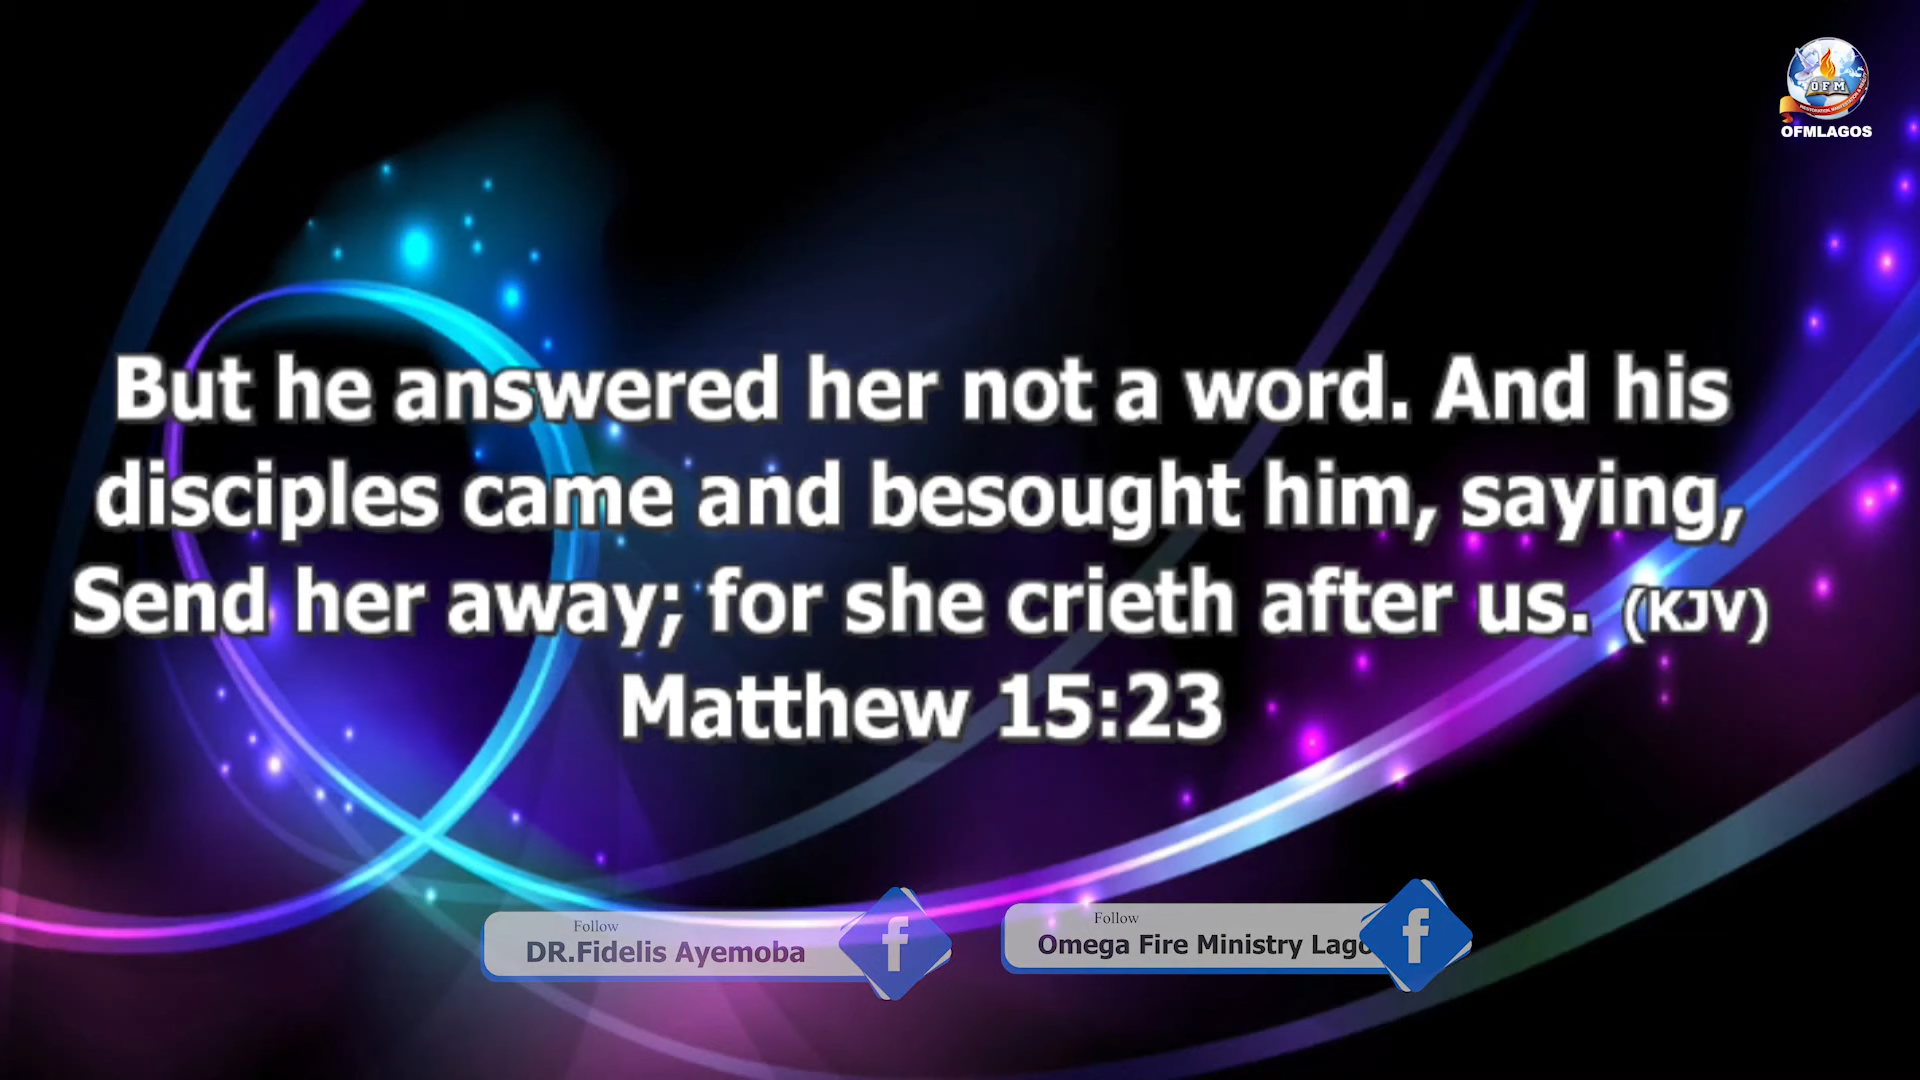 OFM
OFMLAGOS
But he answered her not a word. And his
disciples came and besought him, saying,
Send her away; for she crieth after us. (KJV)
Matthew 15:23
Follow
DR.Fidelis Ayemoba
Follow
Omega Fire Ministry Lago